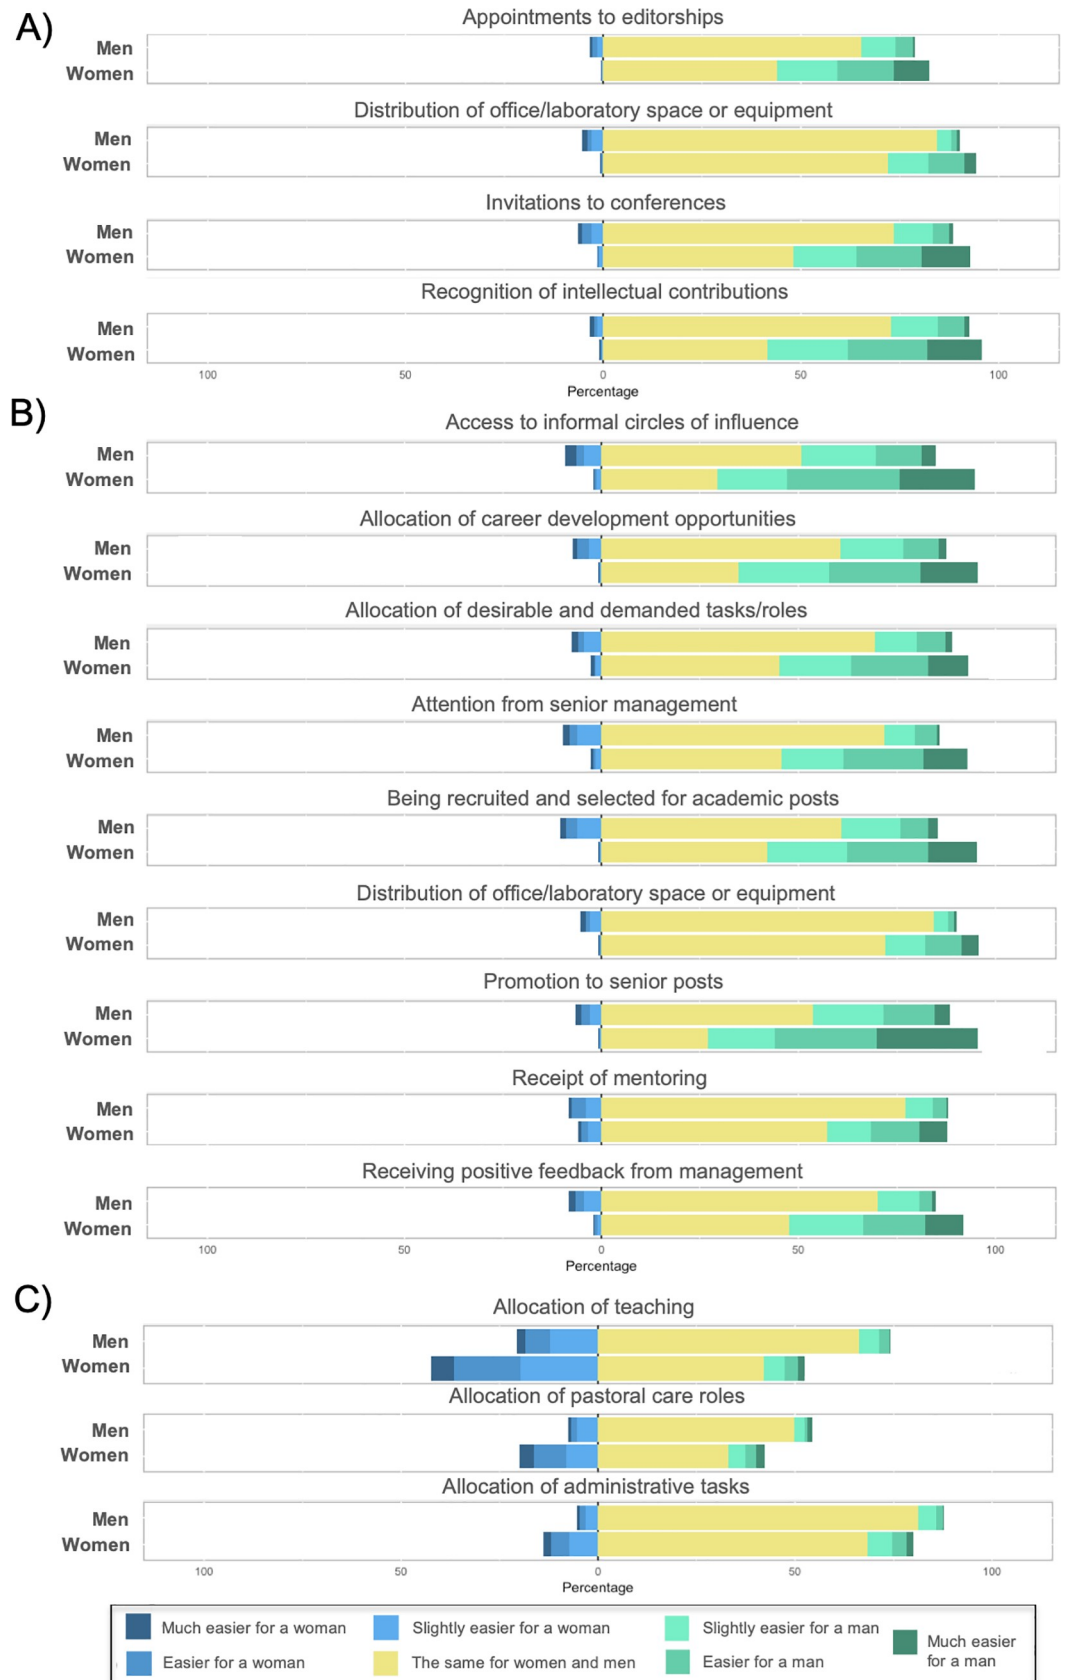 A)
Appointments to editorships
Men
Women
Distribution of office/laboratory space or equipment
Men
Women
Invitations to conferences
Men
Women
Recognition of intellectual contributions
Men
Women
100 50 0 50 100
Percentage
B)
Access to informal circles of influence
Men
Women
Allocation of career development opportunities
Men
Women
Allocation of desirable and demanded tasks/roles
Men
Women
Attention from senior management
Men
Women
Being recruited and selected for academic posts
Men
Women
Distribution of office/laboratory space or equipment
Men
Women
Promotion to senior posts
Men
Women
Receipt of mentoring
Men
Women
Receiving positive feedback from management
Men
Women
100 50 0 50 100
Percentage
C)
Allocation of teaching
Men
Women
Allocation of pastoral care roles
Men
Women
Allocation of administrative tasks
Men
Women
100 50 0 50 100
Percentage
Much easier for a woman
Easier for a woman
Slightly easier for a woman
The same for women and men
Slightly easier for a man
Easier for a man
Much easier
for a man